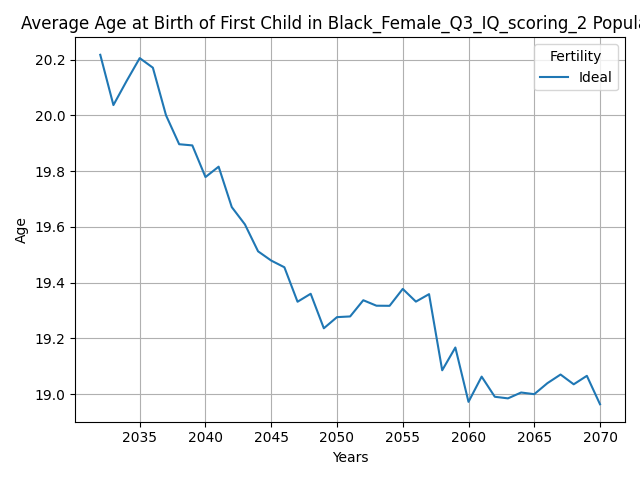 Average Age at Birth of First Child in Black_Female_Q3_IQ_scoring_2
Fertility
Ideal
20.2
20.0
19.8
19.6
19.4
19.2
19.0
Age
2035 2040 2045 2050 2055 2060 2065 2070
Years